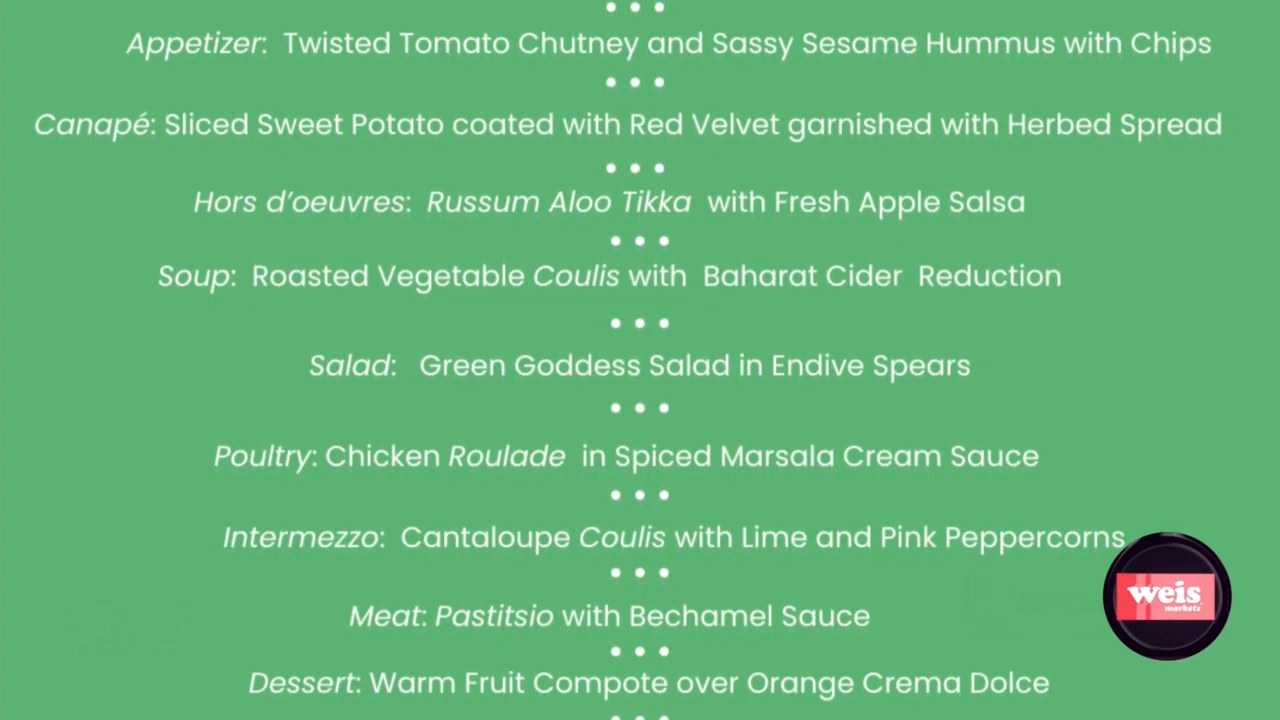 Appetizer: Twisted Tomato Chutney and Sassy Sesame Hummus with Chips
Canapé: Sliced Sweet Potato coated with Red Velvet garnished with Herbed Spread
Hors d’oeuvres: Russum Aloo Tikka with Fresh Apple Salsa
Soup: Roasted Vegetable Coulis with Baharat Cider Reduction
Salad: Green Goddess Salad in Endive Spears
Poultry: Chicken Roulade in Spiced Marsala Cream Sauce
Intermezzo: Cantaloupe Coulis with Lime and Pink Peppercorns
weis
markets
Meat: Pastitsio with Bechamel Sauce
Dessert: Warm Fruit Compote over Orange Crema Dolce